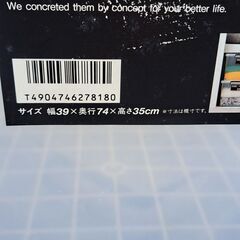 We concreted them by concept for your better life.
T4904746278180
サイズ 幅39×奥行74×高さ35cm ※寸法は概寸です。